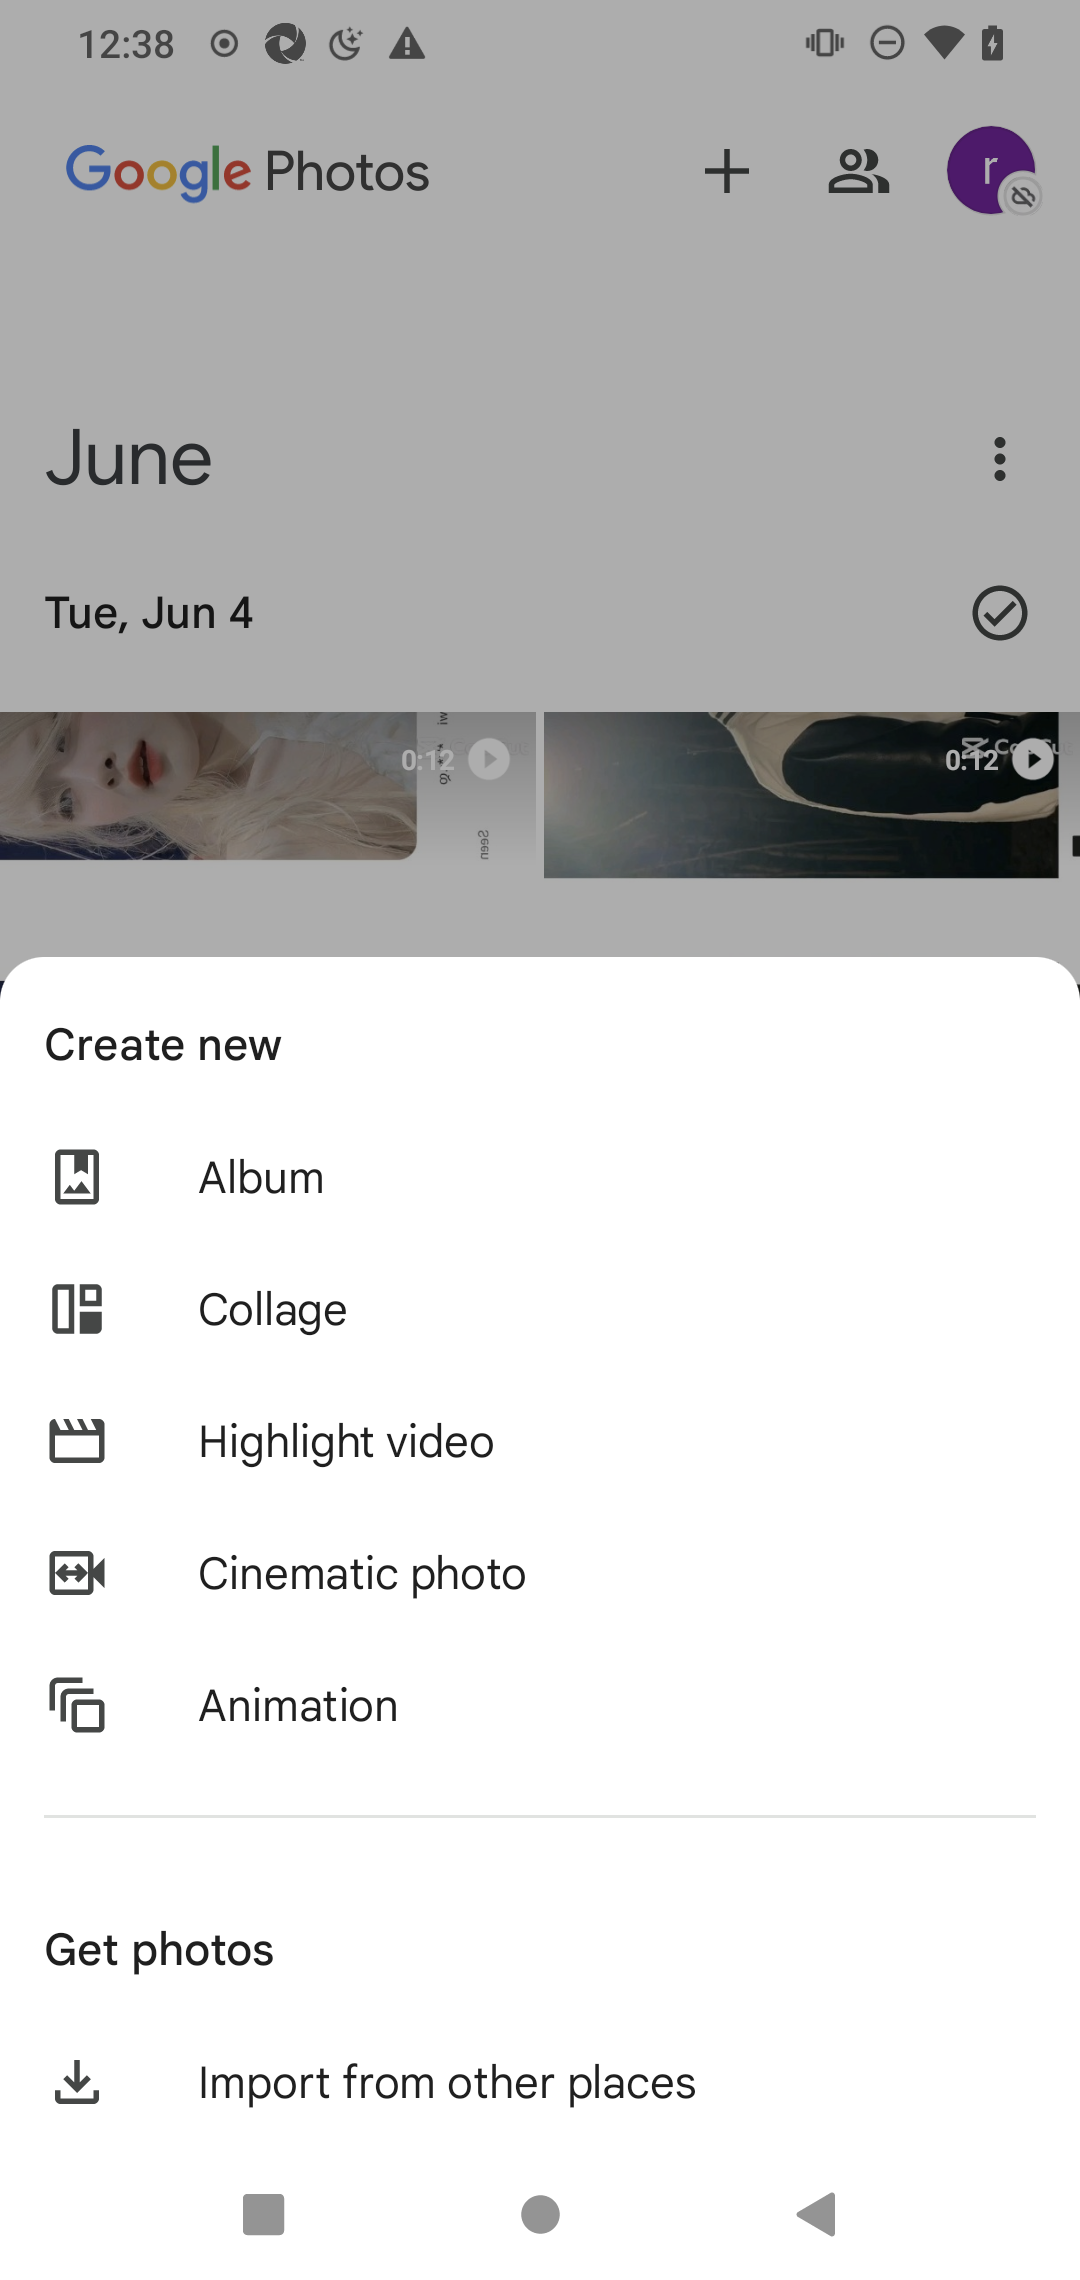 12:38
Google Photos
r
June
Tue, Jun 4
0:12
0:12
Seen
Create new
Album
Collage
Highlight video
Cinematic photo
Animation
Get photos
Import from other places